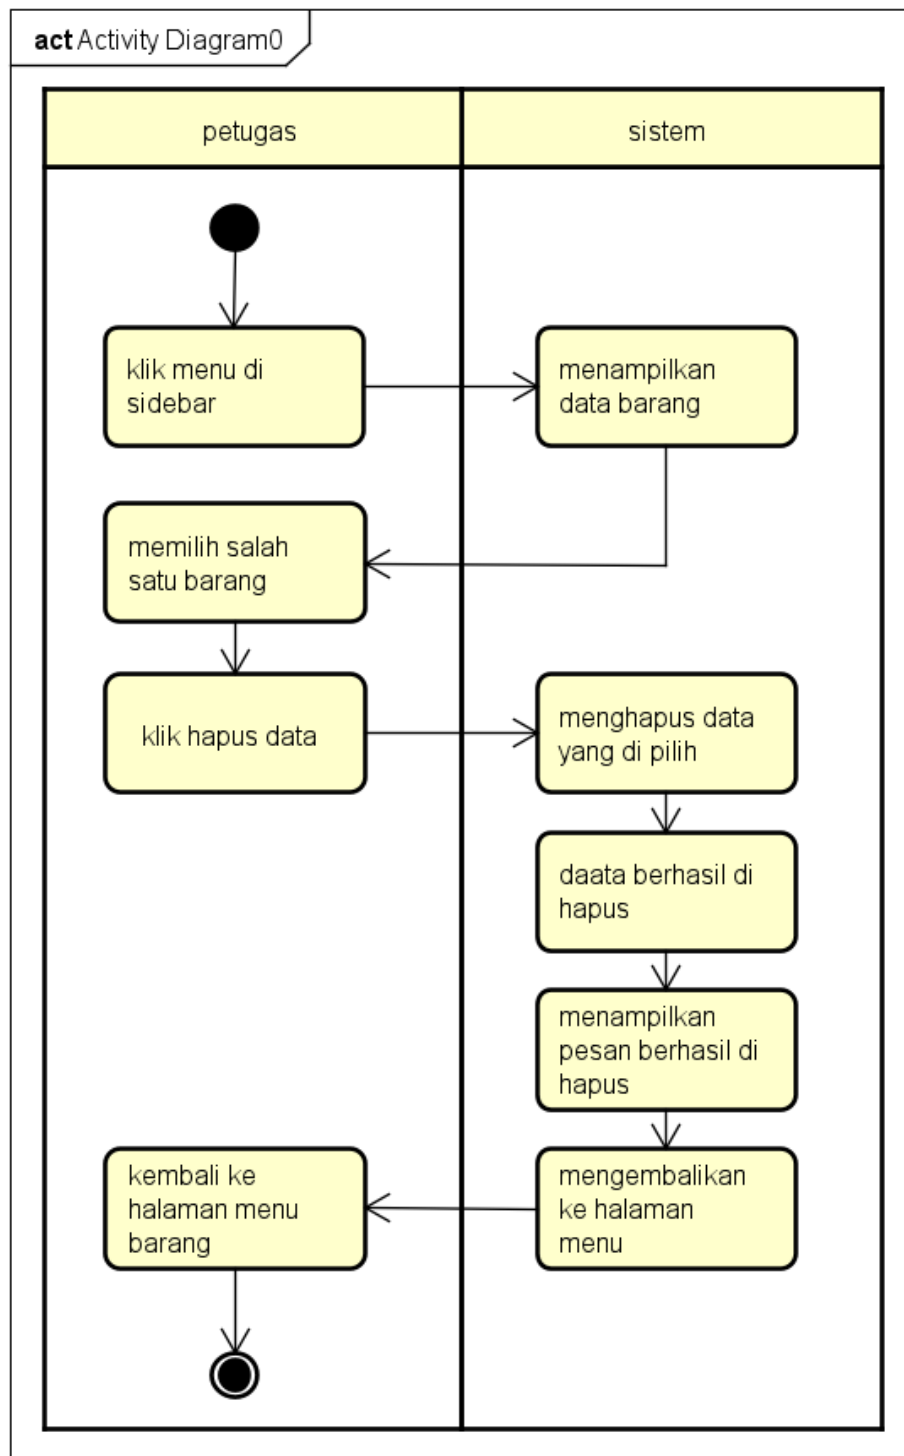 act Activity Diagram0
petugas
sistem
klik menu di
sidebar
menampilkan
data barang
memilih salah
satu barang
klik hapus data
menghapus data
yang di pilih
daata berhasil di
hapus
menampilkan
pesan berhasil di
hapus
mengembalikan
ke halaman
menu
kembali ke
halaman menu
barang